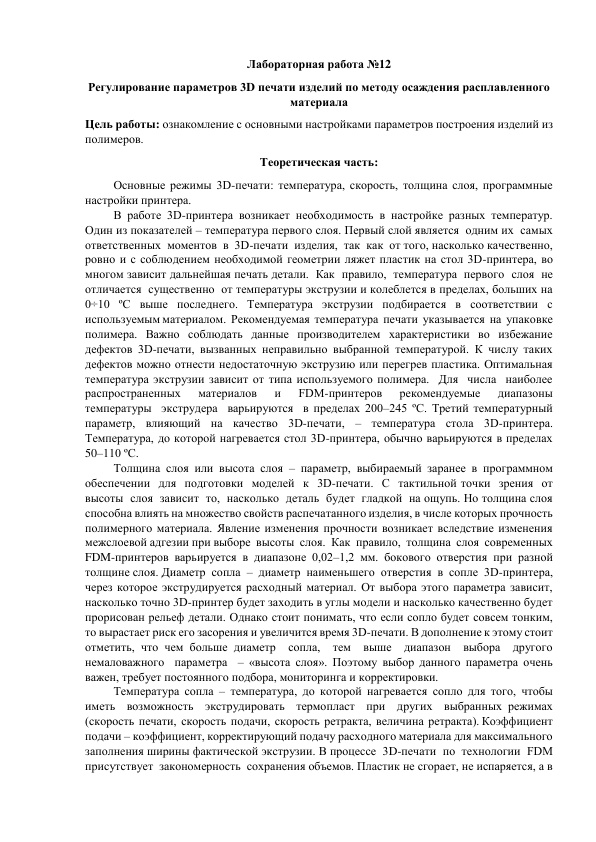 Лабораторная работа №12
Регулирование параметров 3D печати изделий по методу осаждения расплавленного
материала
Цель работы: ознакомление с основными настройками параметров построения изделий из
полимеров.
Теоретическая часть:
Основные режимы 3D-печати: температура, скорость, толщина слоя, программные
настройки принтера.
В работе 3D-принтера возникает необходимость в настройке разных температур.
Один из показателей – температура первого слоя. Первый слой является одним их самых
ответственных моментов в 3D-печати изделия, так как от того, насколько качественно,
ровно и с соблюдением необходимой геометрии ляжет пластик на стол 3D-принтера, во
многом зависит дальнейшая печать детали. Как правило, температура первого слоя не
отличается существенно от температуры экструзии и колеблется в пределах, больших на
0÷10 ºС выше последнего. Температура экструзии подбирается в соответствии с
используемым материалом. Рекомендуемая температура печати указывается на упаковке
полимера. Важно соблюдать данные производителем характеристики во избежание
дефектов 3D-печати, вызванных неправильно выбранной температурой. К числу таких
дефектов можно отнести недостаточную экструзию или перегрев пластика. Оптимальная
температура экструзии зависит от типа используемого полимера. Для числа наиболее
распространенных материалов и FDM-принтеров рекомендуемые диапазоны
температуры экструдера варьируются в пределах 200–245 ºС. Третий температурный
параметр, влияющий на качество 3D-печати, – температура стола 3D-принтера.
Температура, до которой нагревается стол 3D-принтера, обычно варьируются в пределах
50–110 ºС.
Толщина слоя или высота слоя – параметр, выбираемый заранее в программном
обеспечении для подготовки моделей к 3D-печати. С тактильной точки зрения от
высоты слоя зависит то, насколько деталь будет гладкой на ощупь. Но толщина слоя
способна влиять на множество свойств распечатанного изделия, в числе которых прочность
полимерного материала. Явление изменения прочности возникает вследствие изменения
межслоевой адгезии при выборе высоты слоя. Как правило, толщина слоя современных
FDM-принтеров варьируется в диапазоне 0,02–1,2 мм. бокового отверстия при разной
толщине слоя. Диаметр сопла – диаметр наименьшего отверстия в сопле 3D-принтера,
через которое экструдируется расходный материал. От выбора этого параметра зависит,
насколько точно 3D-принтер будет заходить в углы модели и насколько качественно будет
прорисован рельеф детали. Однако стоит понимать, что если сопло будет совсем тонким,
то вырастает риск его засорения и увеличится время 3D-печати. В дополнение к этому стоит
отметить, что чем больше диаметр сопла, тем выше диапазон выбора другого
немаловажного параметра – «высота слоя». Поэтому выбор данного параметра очень
важен, требует постоянного подбора, мониторинга и корректировки.
Температура сопла – температура, до которой нагревается сопло для того, чтобы
иметь возможность экструдировать термопласт при других выбранных режимах
(скорость печати, скорость подачи, скорость ретракта, величина ретракта). Коэффициент
подачи – коэффициент, корректирующий подачу расходного материала для максимального
заполнения ширины фактической экструзии. В процессе 3D-печати по технологии FDM
присутствует закономерность сохранения объемов. Пластик не сгорает, не испаряется, а в